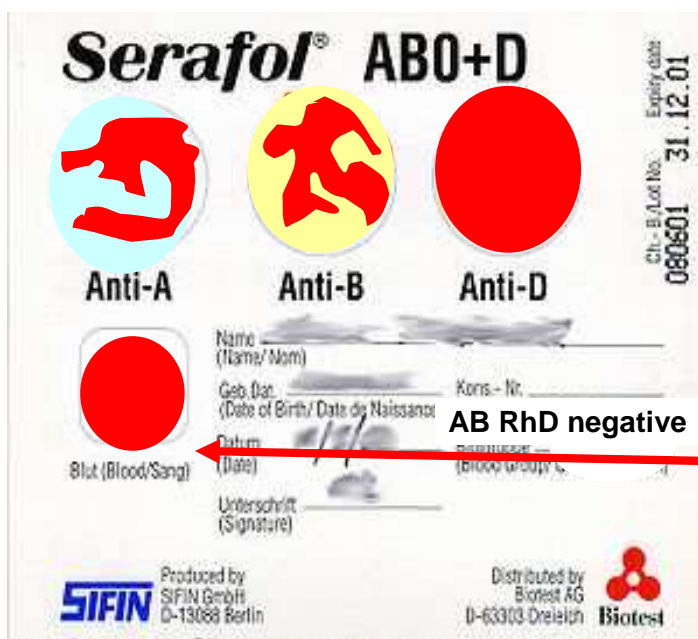 Serafol® AB0+D
Ch.- B./Lot No. Expiry date
080601 31.12.01
Anti-A Anti-B Anti-D
Name
(Name/ Nom)
Geb.Dat. Kons.- Nr.
(Date of Birth/ Date de Naissance
AB RhD negative
Datum
(Date) (Blood Group/
Blut (Blood/Sang)
Unterschrift
(Signature)
SIFIN
Produced by
SIFIN GmbH
D-13088 Berlin
Distributed by
Biotest AG
D-63303 Dreieich
Biotest